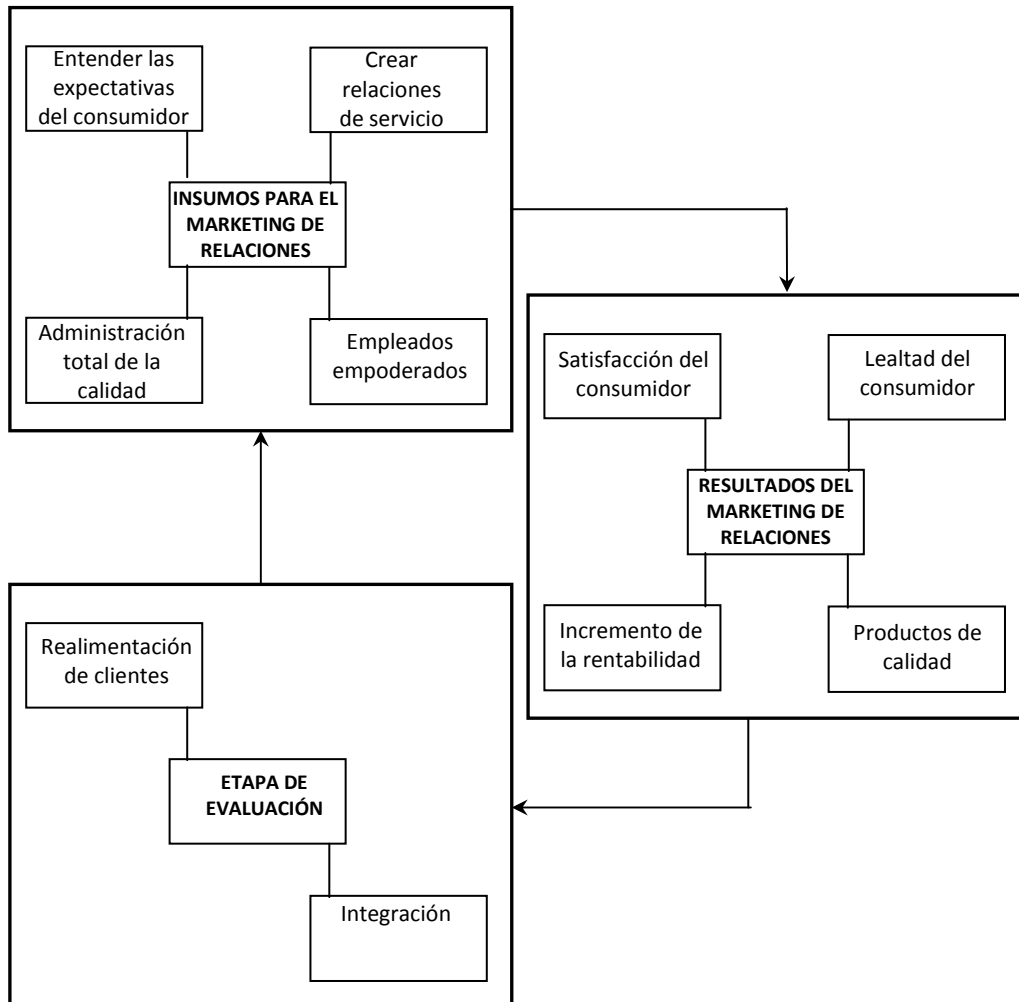 Entender las
expectativas
del consumidor
Crear
relaciones
de servicio
INSUMOS PARA EL
MARKETING DE
RELACIONES
Administración
total de la
calidad
Empleados
empoderados
Satisfacción del
consumidor
Lealtad del
consumidor
RESULTADOS DEL
MARKETING DE
RELACIONES
Incremento de
la rentabilidad
Productos de
calidad
Realimentación
de clientes
ETAPA DE
EVALUACIÓN
Integración